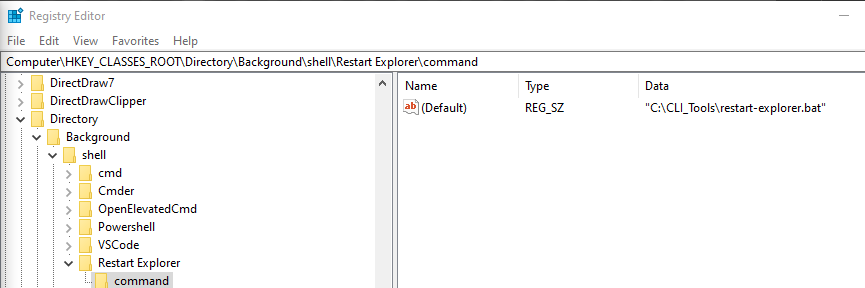 Registry Editor
File Edit View Favorites Help
Computer\HKEY_CLASSES_ROOT\Directory\Background\shell\Restart Explorer\command
DirectDraw7
DirectDrawClipper
Directory
Background
shell
cmd
Cmder
OpenElevatedCmd
Powershell
VSCode
Restart Explorer
command
Name Type Data
ab (Default) REG_SZ "C:\CLI_Tools\restart-explorer.bat"